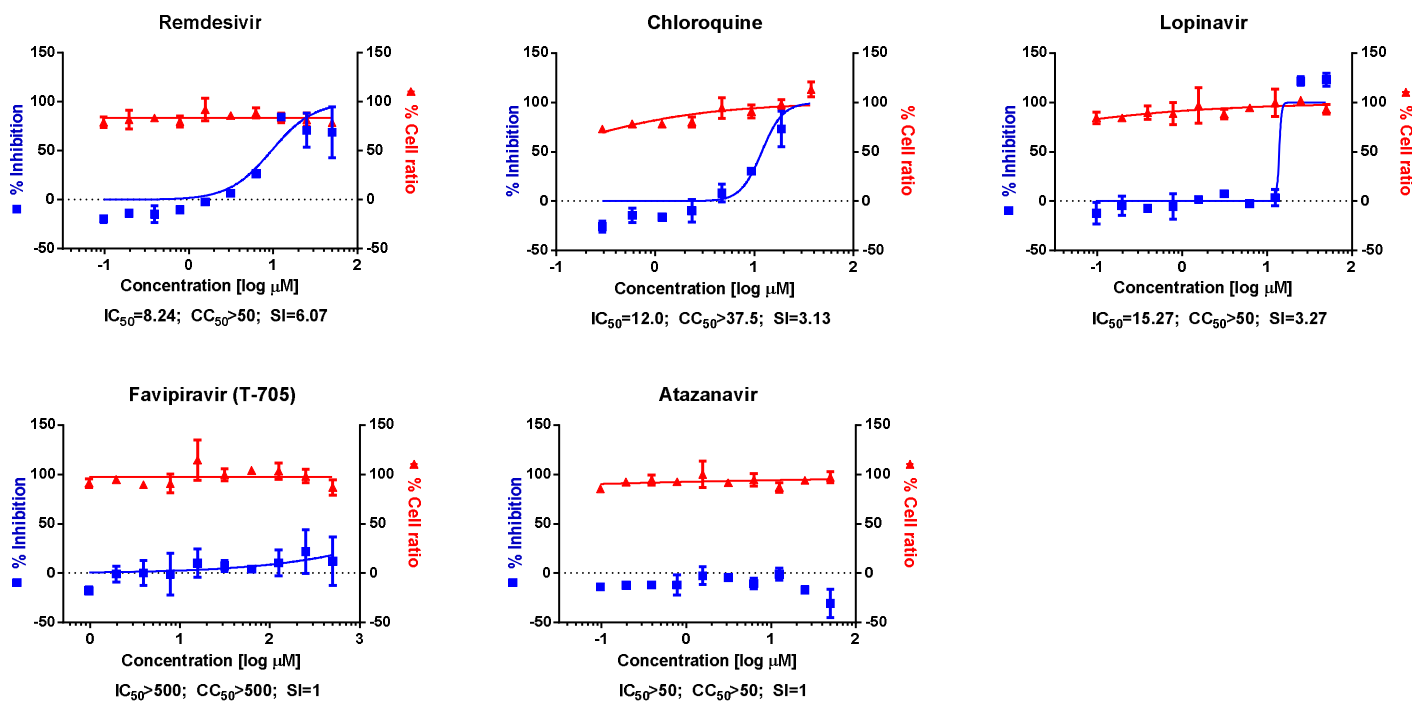 Remdesivir
150
100
50
0
-50
150
100
50
0
-50
% Inhibition
% Cell ratio
-1 0 1 2
Concentration [log µM]
IC50=8.24; CC50>50; SI=6.07
Chloroquine
150
100
50
0
-50
150
100
50
0
-50
% Inhibition
% Cell ratio
-1 0 1 2
Concentration [log µM]
IC50=12.0; CC50>37.5; SI=3.13
Lopinavir
150
100
50
0
-50
150
100
50
0
-50
% Inhibition
% Cell ratio
-1 0 1 2
Concentration [log µM]
IC50=15.27; CC50>50; SI=3.27
Favipiravir (T-705)
150
100
50
0
-50
150
100
50
0
-50
% Inhibition
% Cell ratio
0 1 2 3
Concentration [log µM]
IC50>500; CC50>500; SI=1
Atazanavir
150
100
50
0
-50
150
100
50
0
-50
% Inhibition
% Cell ratio
-1 0 1 2
Concentration [log µM]
IC50>50; CC50>50; SI=1